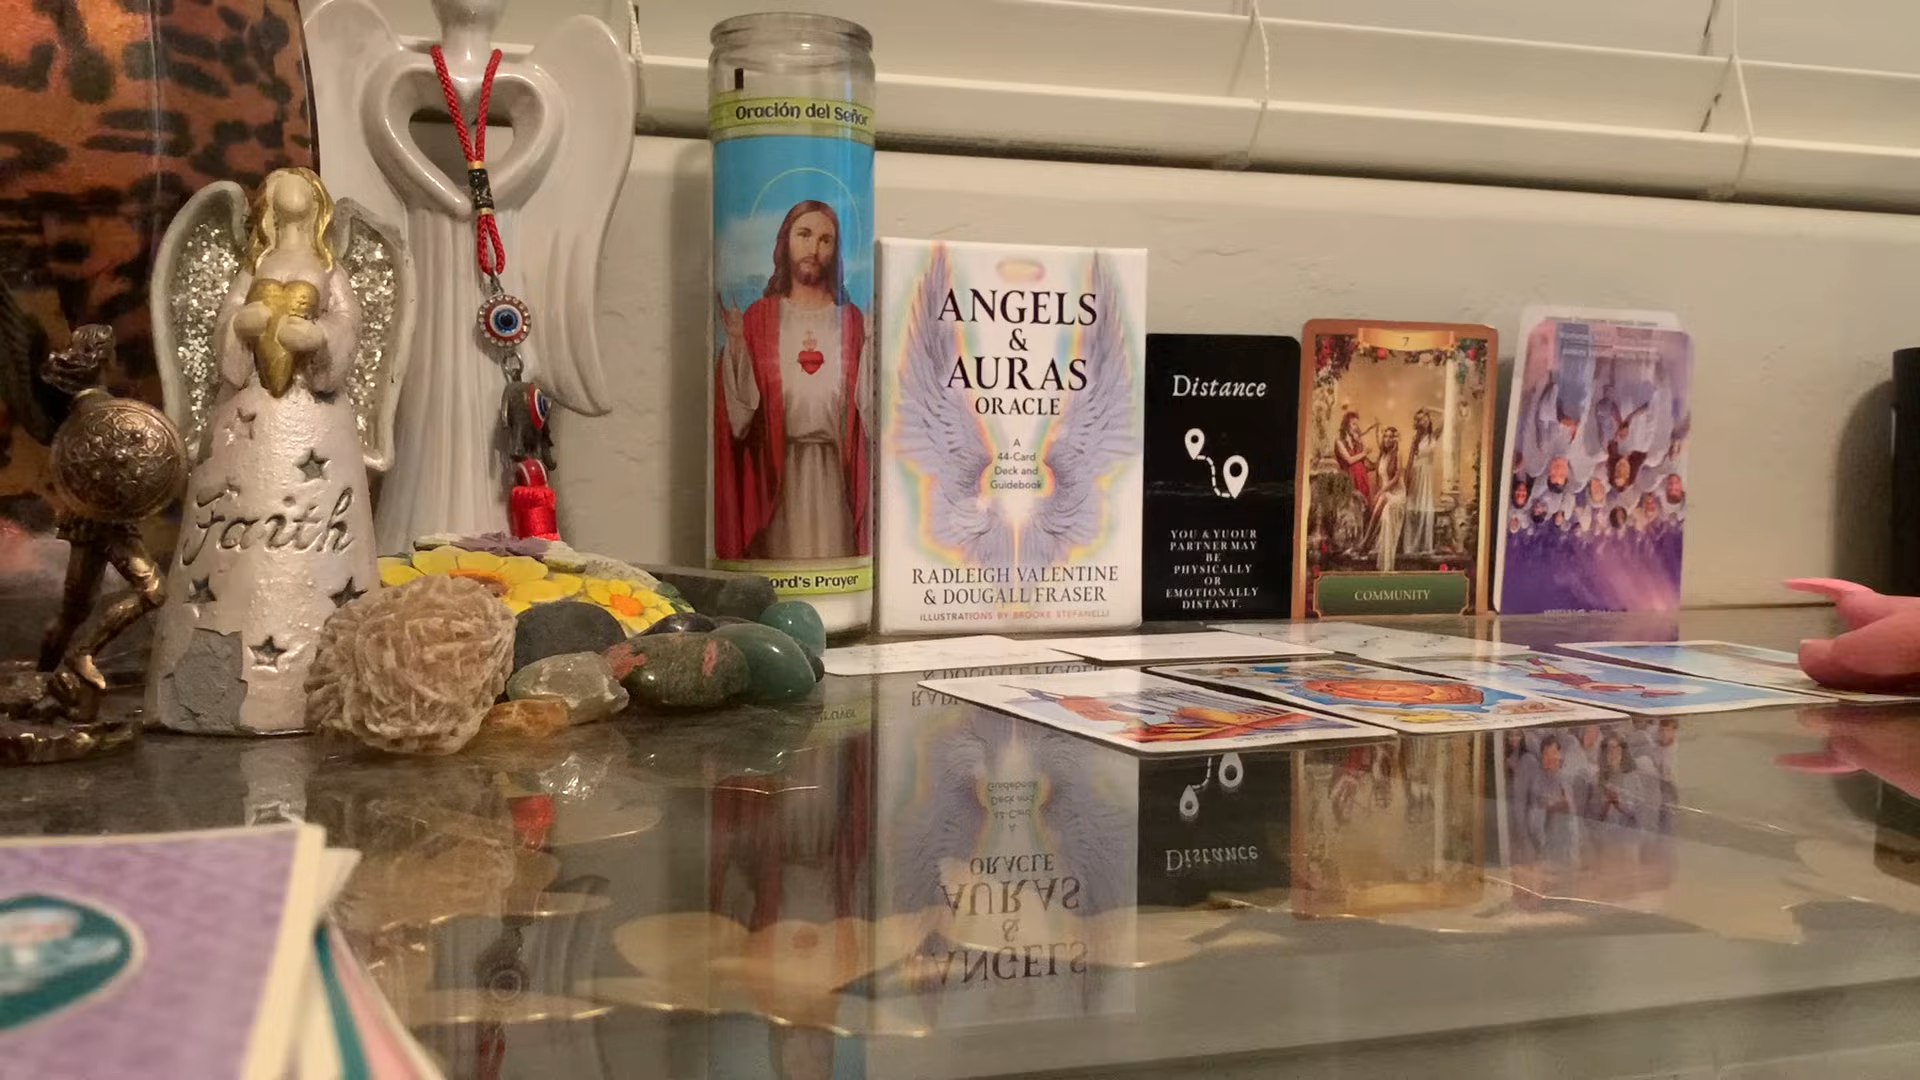 Faith
Oración del Señor
ord's Prayer
ANGELS
&
AURAS
ORACLE
A
44-Card
Deck and
Guidebook
RADLEIGH VALENTINE
& DOUGALL FRASER
ILLUSTRATIONS BY BROOKE STEFANELLI
Distance
YOU & YUOUR
PARTNER MAY
BE
PHYSICALLY
OR
EMOTIONALLY
DISTANT.
7
COMMUNITY